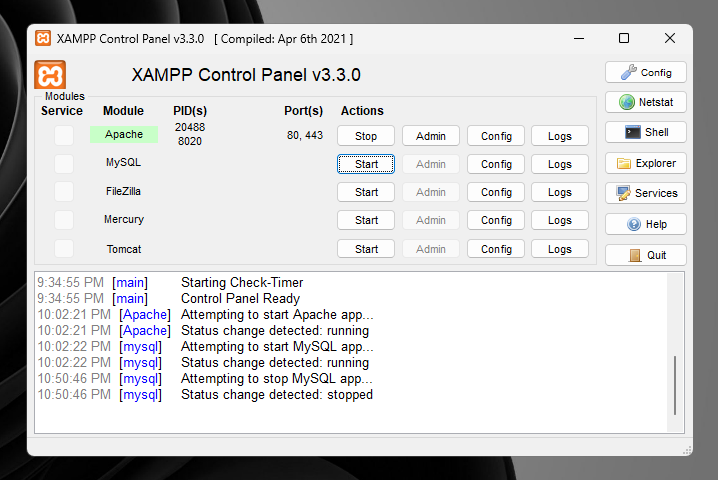 XAMPP Control Panel v3.3.0 [ Compiled: Apr 6th 2021 ]
XAMPP Control Panel v3.3.0
Config
Modules
Service Module PID(s) Port(s) Actions
Netstat
Apache 20488 8020 80, 443 Stop Admin Config Logs
Shell
MySQL Start Admin Config Logs
Explorer
FileZilla Start Admin Config Logs
Services
Mercury Start Admin Config Logs
Help
Tomcat Start Admin Config Logs
Quit
9:34:55 PM [main] Starting Check-Timer
9:34:55 PM [main] Control Panel Ready
10:02:21 PM [Apache] Attempting to start Apache app...
10:02:21 PM [Apache] Status change detected: running
10:02:22 PM [mysql] Attempting to start MySQL app...
10:02:22 PM [mysql] Status change detected: running
10:50:46 PM [mysql] Attempting to stop MySQL app...
10:50:46 PM [mysql] Status change detected: stopped